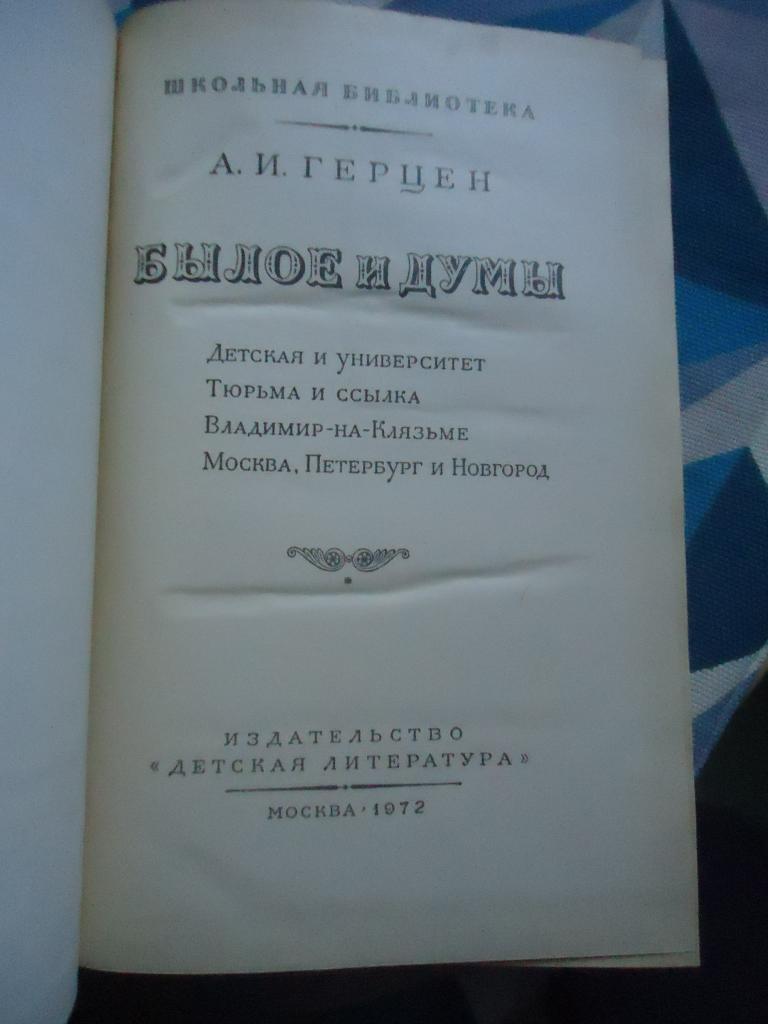 ШКОЛЬНАЯ БИБЛИОТЕКА
А. И. ГЕРЦЕН
БЫЛОЕ И ДУМЫ
Детская и университет
Тюрьма и ссылка
Владимир-на-Клязьме
Москва, Петербург и Новгород
ИЗДАТЕЛЬСТВО
«ДЕТСКАЯ ЛИТЕРАТУРА»
МОСКВА · 1972